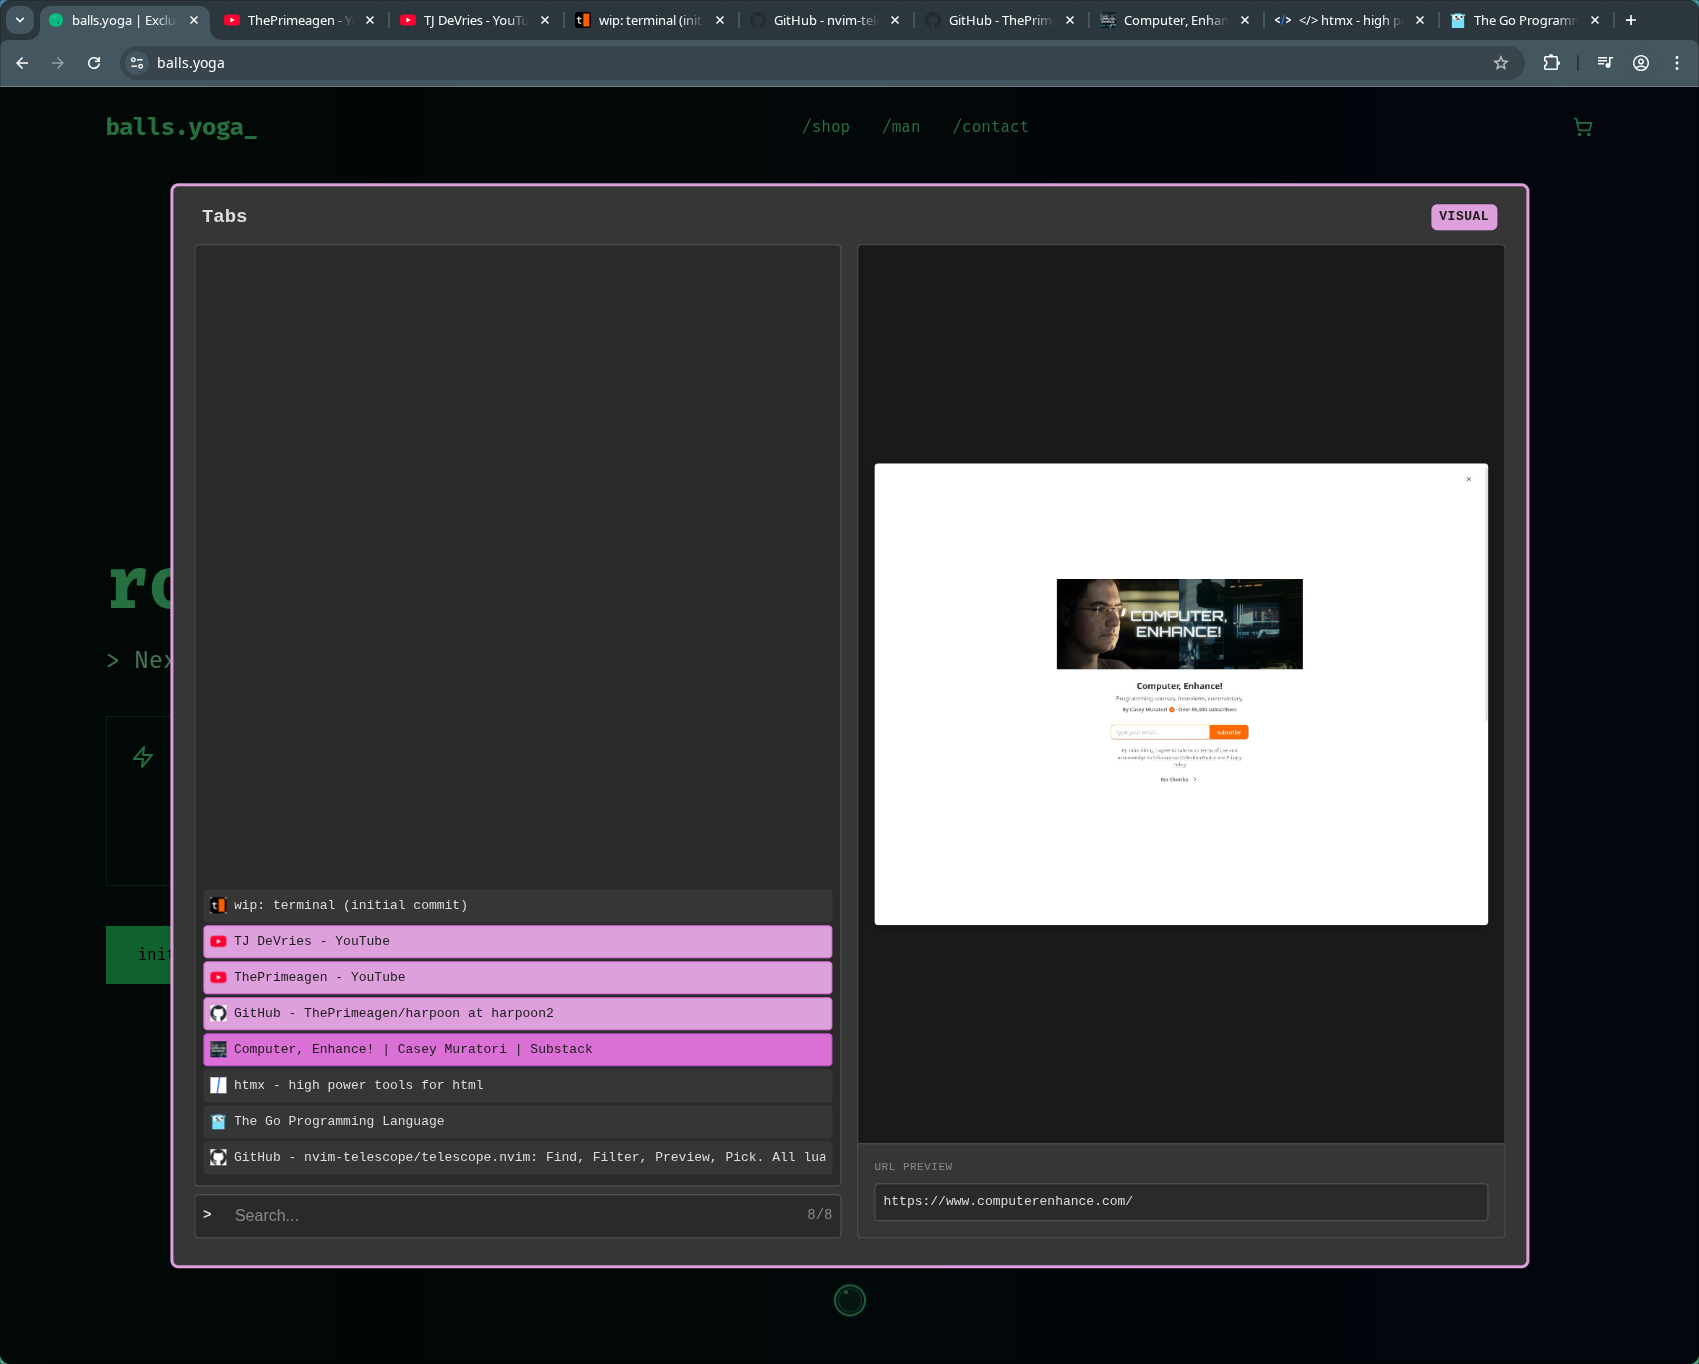 balls.yoga | Exclu
ThePrimeagen - Y
TJ DeVries - YouTu
wip: terminal (init
GitHub - nvim-tel
GitHub - ThePrim
Computer, Enhan
</> htmx - high p
The Go Programm
balls.yoga
balls.yoga_
/shop
/man
/contact
Tabs
VISUAL
ro
> Nex
init
COMPUTER,
ENHANCE!
Computer, Enhance!
Programming courses, interviews, commentary.
By Casey Muratori · Over 55,000 subscribers
Type your email...
Subscribe
No thanks
wip: terminal (initial commit)
TJ DeVries - YouTube
ThePrimeagen - YouTube
GitHub - ThePrimeagen/harpoon at harpoon2
Computer, Enhance! | Casey Muratori | Substack
htmx - high power tools for html
The Go Programming Language
GitHub - nvim-telescope/telescope.nvim: Find, Filter, Preview, Pick. All lua
> Search...
8/8
URL PREVIEW
https://www.computerenhance.com/